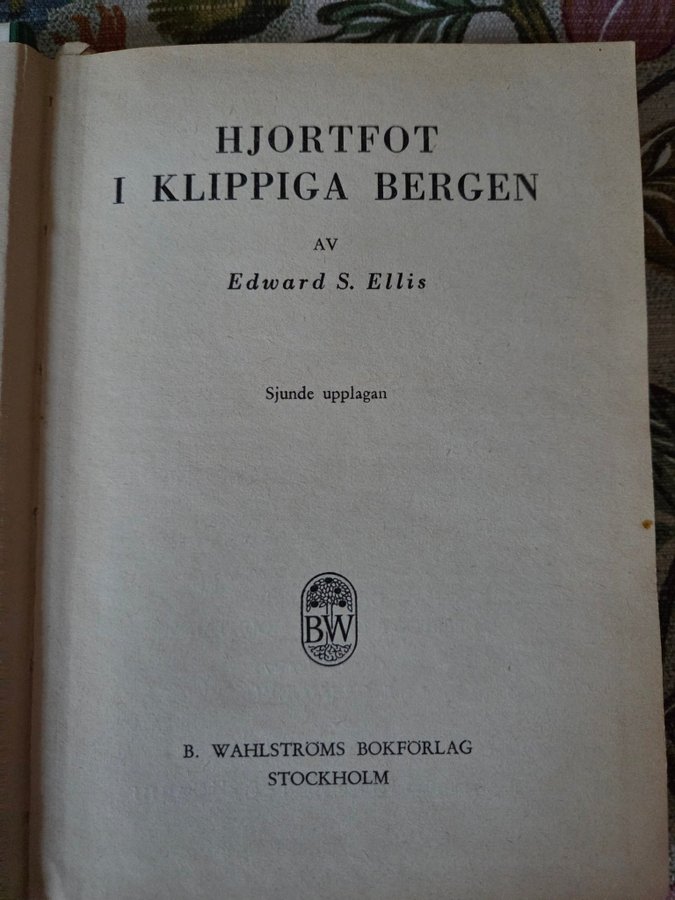 HJORTFOT
I KLIPPIGA BERGEN
AV
Edward S. Ellis
Sjunde upplagan
BW
B. WAHLSTRÖMS BOKFÖRLAG
STOCKHOLM